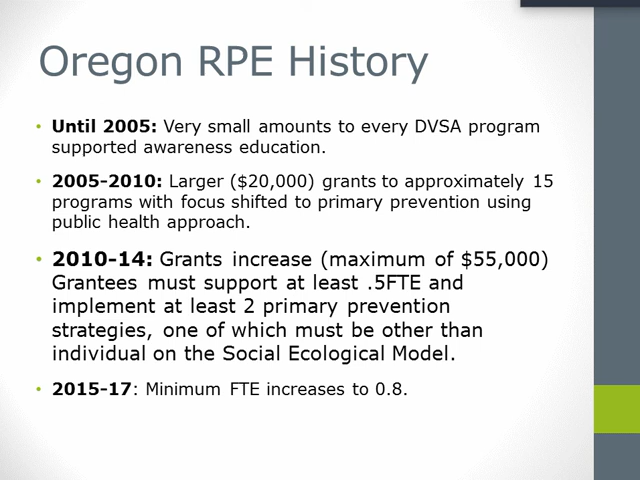 Oregon RPE History
• Until 2005: Very small amounts to every DVSA program
supported awareness education.
• 2005-2010: Larger ($20,000) grants to approximately 15
programs with focus shifted to primary prevention using
public health approach.
• 2010-14: Grants increase (maximum of $55,000)
Grantees must support at least .5FTE and
implement at least 2 primary prevention
strategies, one of which must be other than
individual on the Social Ecological Model.
• 2015-17: Minimum FTE increases to 0.8.